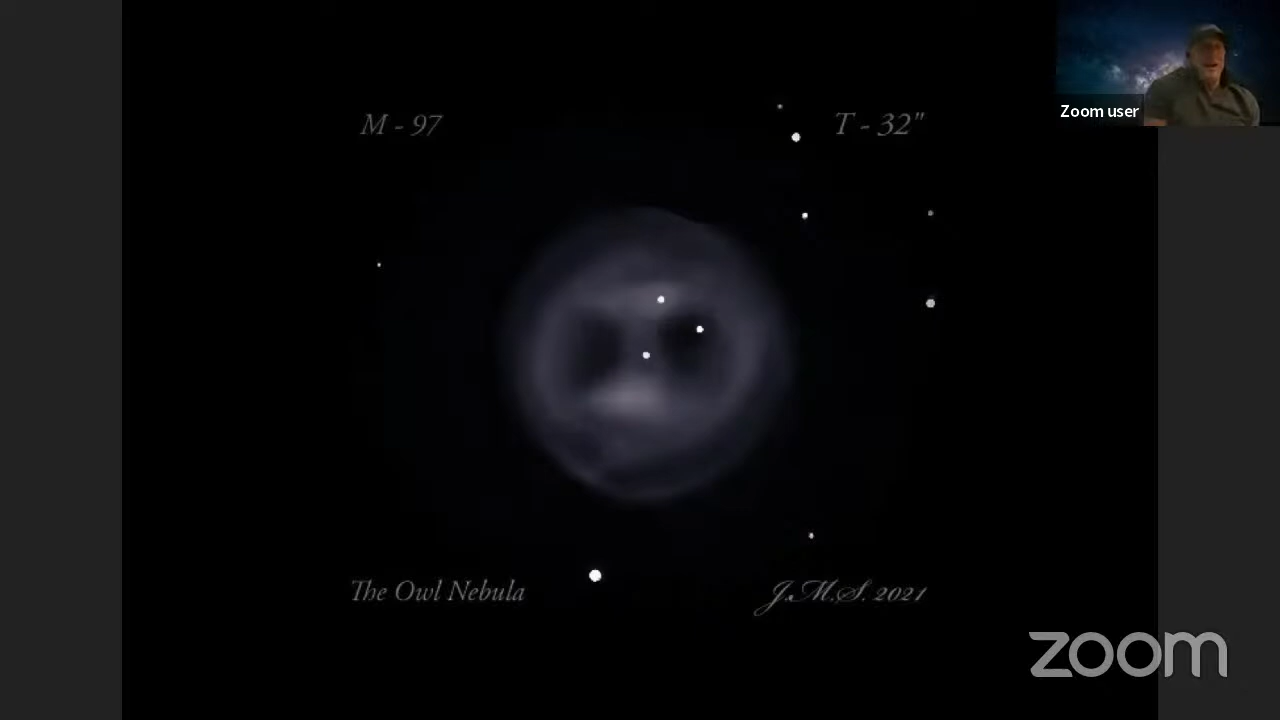 Zoom user
M - 97
T - 32"
The Owl Nebula
J.M.S. 2021
zoom